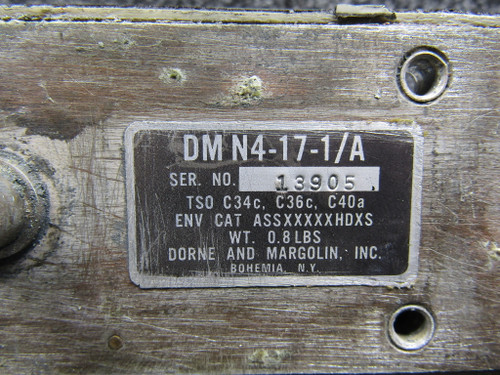 DM N4-17-1/A
SER. NO. 13905
TSO C34c, C36c, C40a
ENV CAT ASSXXXXXHDXS
WT. 0.8 LBS
DORNE AND MARGOLIN, INC.
BOHEMIA, N.Y.